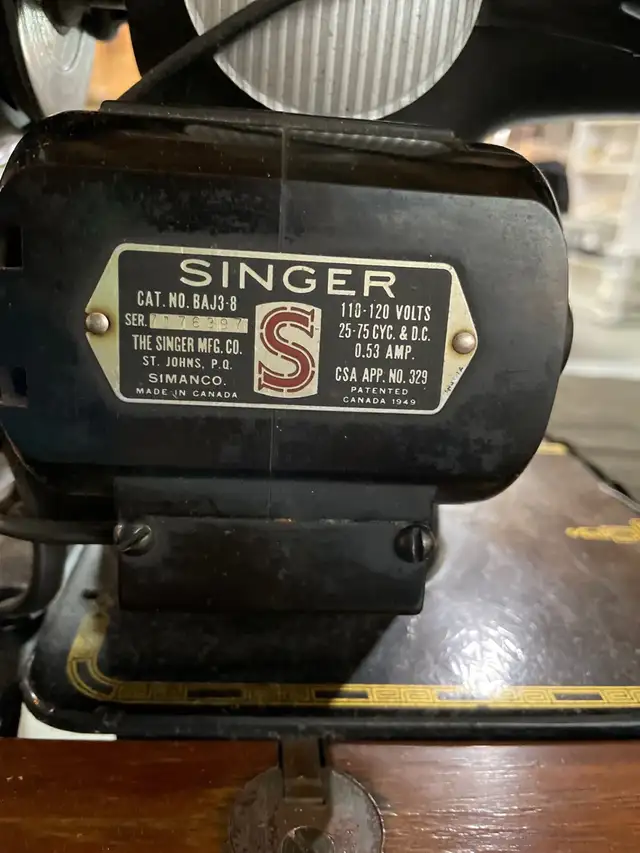 SINGER
CAT. NO. BAJ3-8
SER.
THE SINGER MFG. CO.
ST. JOHNS, P.Q.
SIMANCO.
MADE IN CANADA
S
110-120 VOLTS
25-75 CYC. & D.C.
0.53 AMP.
CSA APP. NO. 329
PATENTED
CANADA 1949